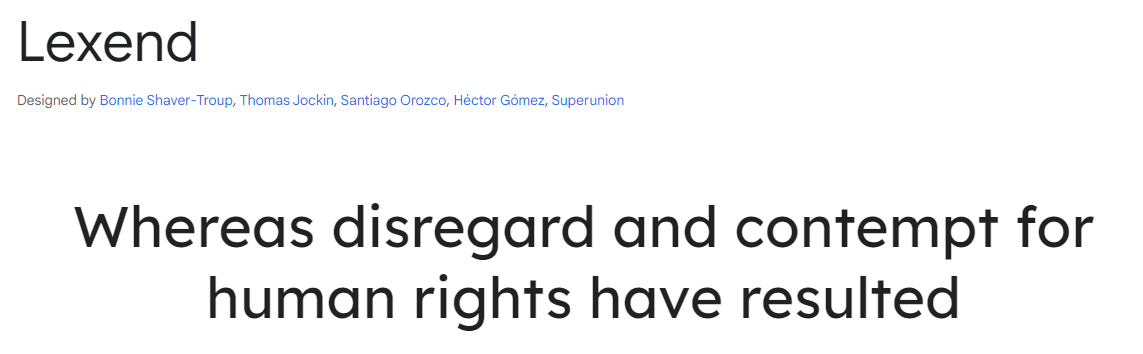 Lexend
Designed by Bonnie Shaver-Troup, Thomas Jockin, Santiago Orozco, Héctor Gómez, Superunion
Whereas disregard and contempt for
human rights have resulted